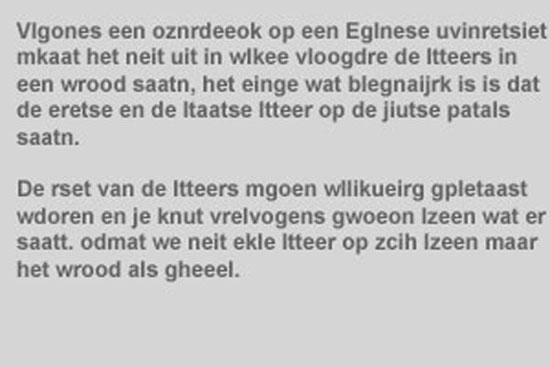 Vlgones een oznrdeeok op een Eglnese uvinretsiet
mkaat het neit uit in wlkee vloogdre de ltteers in
een wrood saatn, het einge wat blegnaijrk is is dat
de eretse en de ltaatse ltteer op de jiutse patals
saatn.

De rset van de ltteers mgoen wllikueirg gpletaast
wdoren en je knut vrelvogens gwoeon lzeen wat er
saatt. odmat we neit ekle ltteer op zcih lzeen maar
het wrood als gheeel.